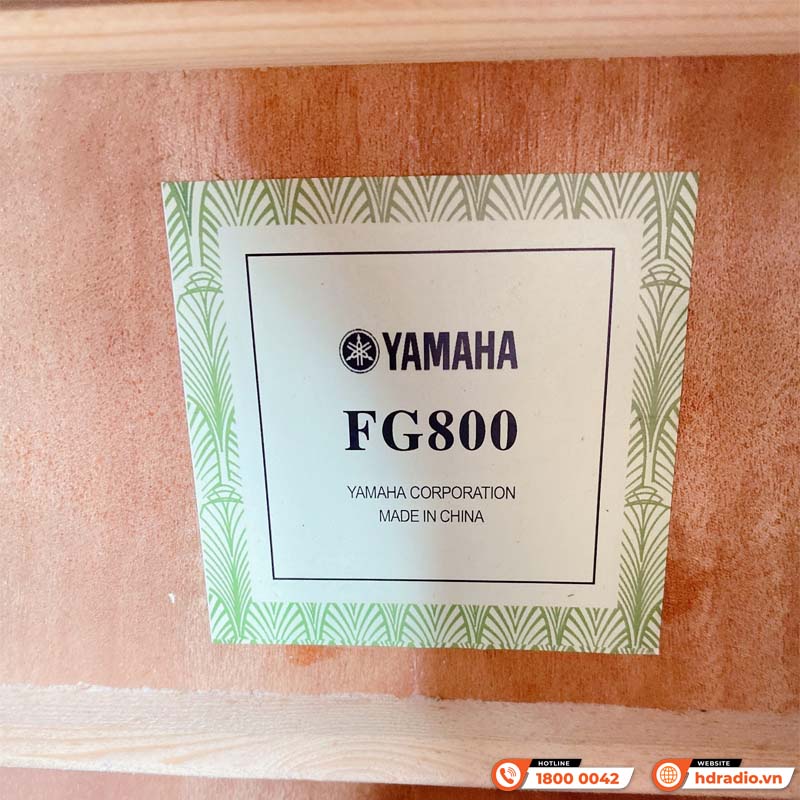 YAMAHA
FG800
YAMAHA CORPORATION
MADE IN CHINA
HOTLINE
1800 0042
WEBSITE
hdradio.vn